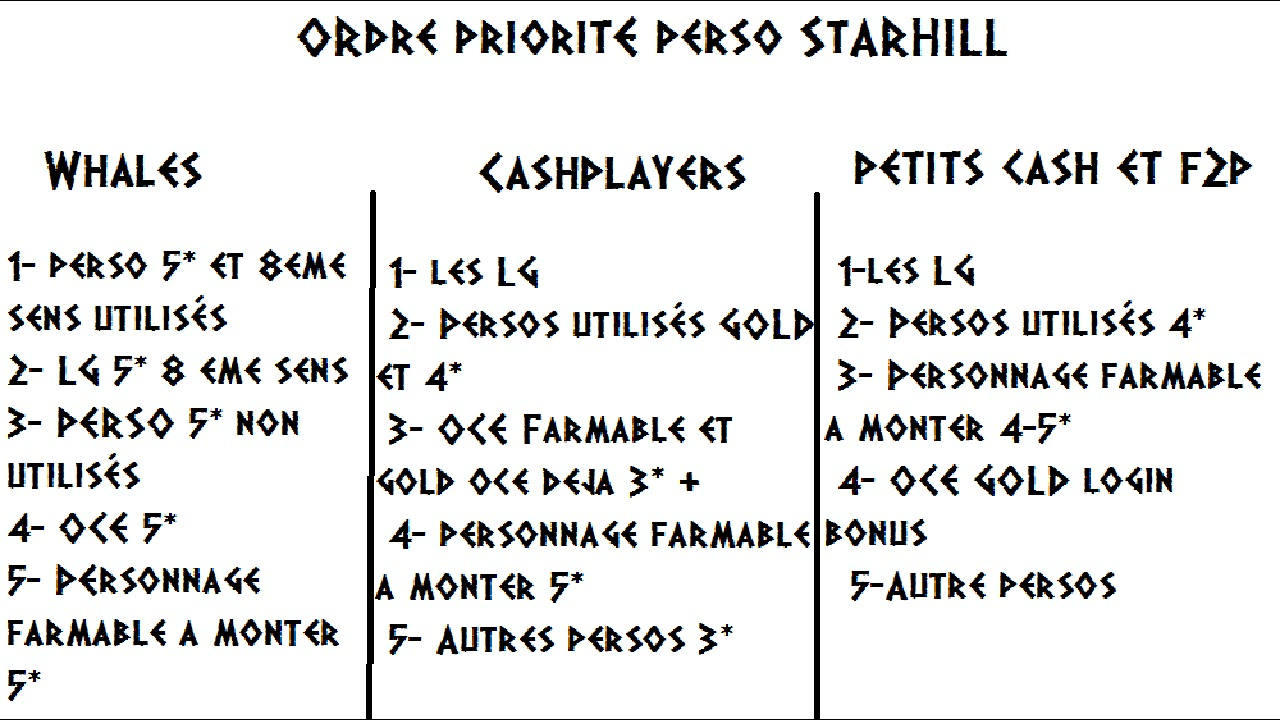 ORDRE PRIORITE PERSO STARHILL
WHALES
1- PERSO 5* ET 8EME
SENS UTILISÉS
2- LG 5* 8 EME SENS
3- PERSO 5* NON
UTILISÉS
4- OCE 5*
5- PERSONNAGE
FARMABLE A MONTER
5*
CASHPLAYERS
1- LES LG
2- PERSOS UTILISÉS GOLD
ET 4*
3- OCE FARMABLE ET
GOLD OCE DEJA 3* +
4- PERSONNAGE FARMABLE
A MONTER 5*
5- AUTRES PERSOS 3*
PETITS CASH ET F2P
1-LES LG
2- PERSOS UTILISÉS 4*
3- PERSONNAGE FARMABLE
A MONTER 4-5*
4- OCE GOLD LOGIN
BONUS
5-AUTRE PERSOS